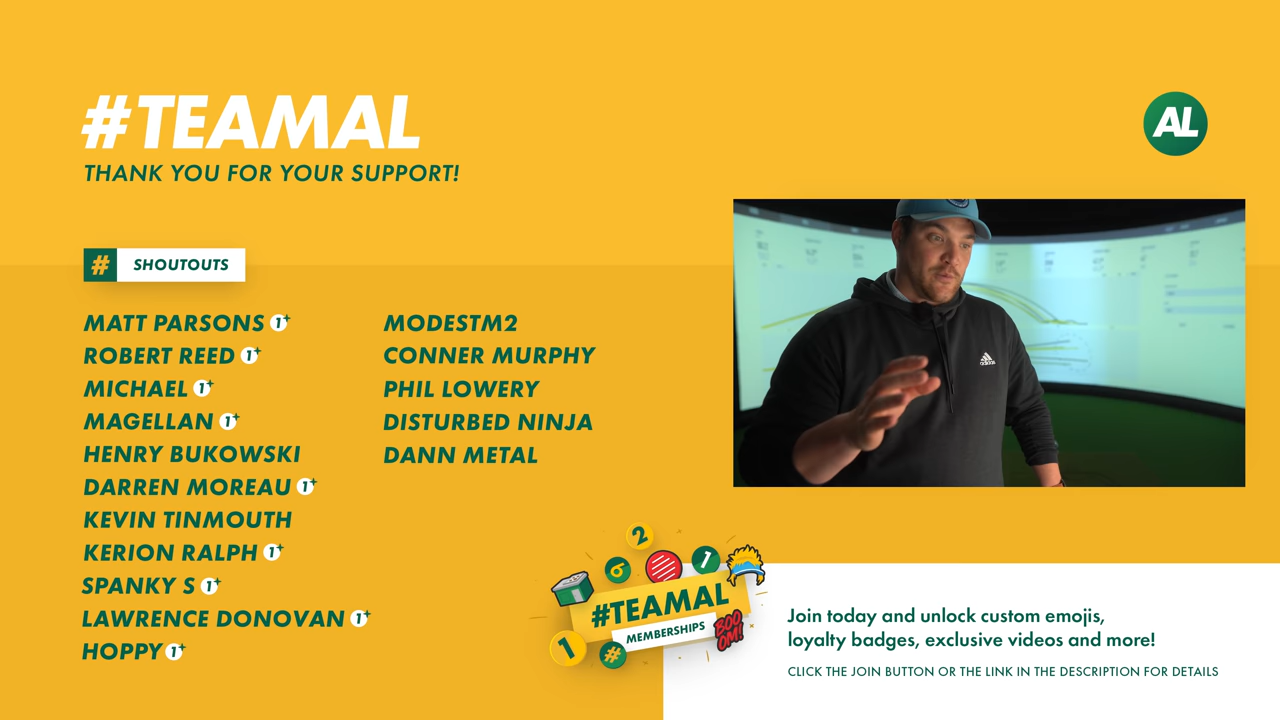 #TEAMAL
THANK YOU FOR YOUR SUPPORT!
AL
# SHOUTOUTS
MATT PARSONS 1+
ROBERT REED 1+
MICHAEL 1+
MAGELLAN 1+
HENRY BUKOWSKI
DARREN MOREAU 1+
KEVIN TINMOUTH
KERION RALPH 1+
SPANKY S 1+
LAWRENCE DONOVAN 1+
HOPPY 1+
MODESTM2
CONNER MURPHY
PHIL LOWERY
DISTURBED NINJA
DANN METAL
adidas
2
6
1
#TEAMAL
MEMBERSHIPS
BOO
OM!
1
#
Join today and unlock custom emojis,
loyalty badges, exclusive videos and more!
CLICK THE JOIN BUTTON OR THE LINK IN THE DESCRIPTION FOR DETAILS